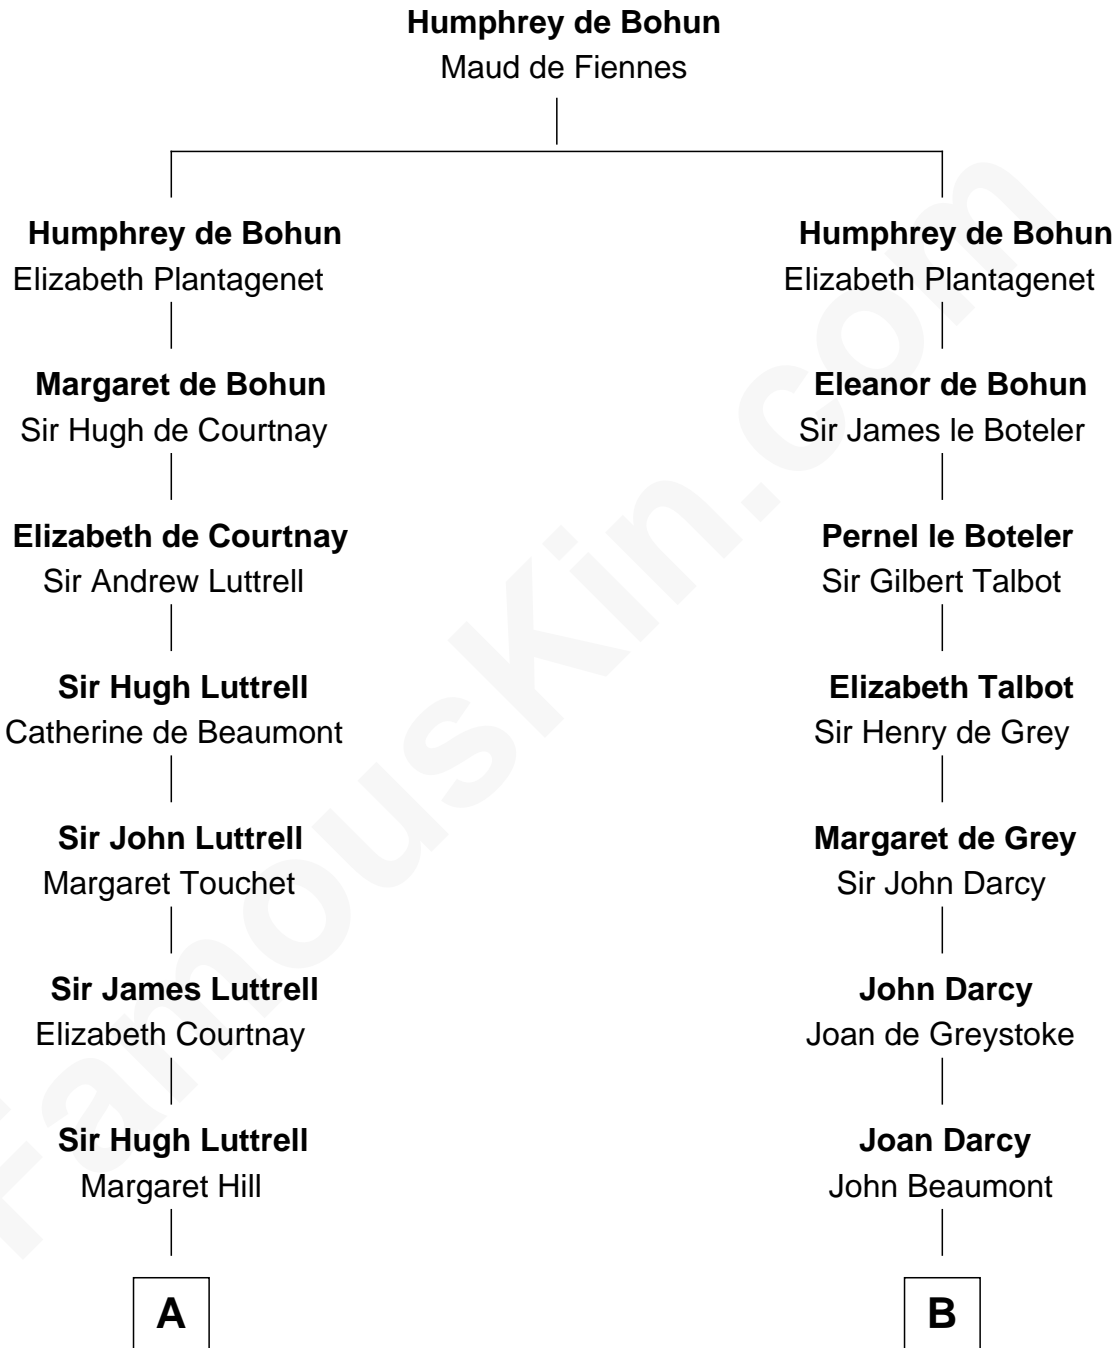 Humphrey de Bohun
Maud de Fiennes
Humphrey de Bohun
Elizabeth Plantagenet
Margaret de Bohun
Sir Hugh de Courtnay
Elizabeth de Courtnay
Sir Andrew Luttrell
Sir Hugh Luttrell
Catherine de Beaumont
Sir John Luttrell
Margaret Touchet
Sir James Luttrell
Elizabeth Courtnay
Sir Hugh Luttrell
Margaret Hill
A
Humphrey de Bohun
Elizabeth Plantagenet
Eleanor de Bohun
Sir James le Boteler
Pernel le Boteler
Sir Gilbert Talbot
Elizabeth Talbot
Sir Henry de Grey
Margaret de Grey
Sir John Darcy
John Darcy
Joan de Greystoke
Joan Darcy
John Beaumont
B
FamousKin.com